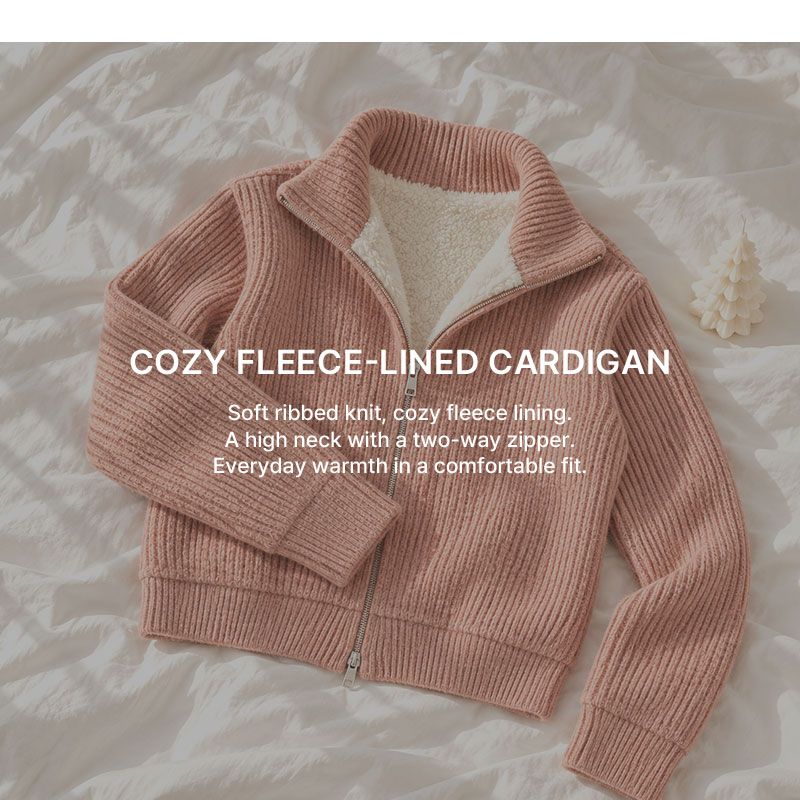 COZY FLEECE-LINED CARDIGAN
Soft ribbed knit, cozy fleece lining.
A high neck with a two-way zipper.
Everyday warmth in a comfortable fit.